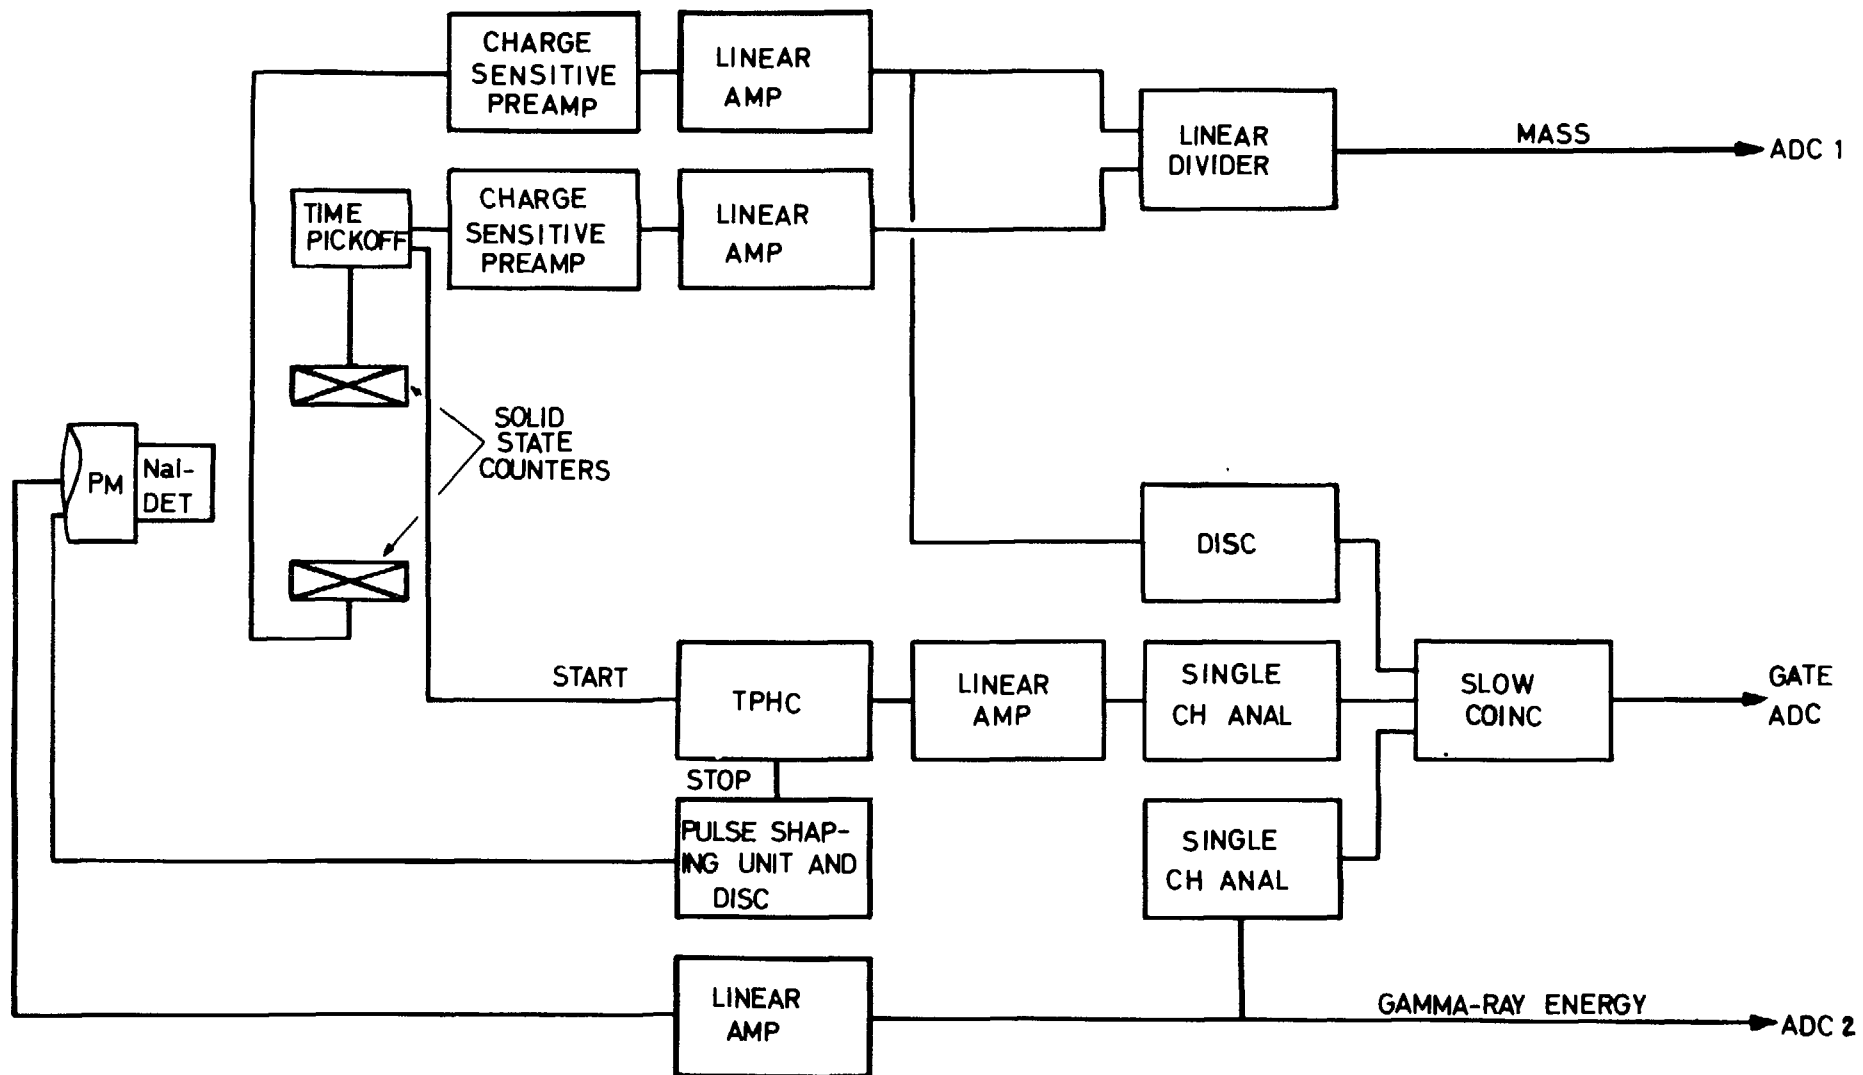 CHARGE
SENSITIVE
PREAMP
LINEAR
AMP
LINEAR
DIVIDER
MASS
ADC 1
TIME
PICKOFF
CHARGE
SENSITIVE
PREAMP
LINEAR
AMP
SOLID
STATE
COUNTERS
PM
NaI-
DET
DISC
START
TPHC
LINEAR
AMP
SINGLE
CH ANAL
SLOW
COINC
GATE
ADC
STOP
PULSE SHAP-
ING UNIT AND
DISC
SINGLE
CH ANAL
LINEAR
AMP
GAMMA-RAY ENERGY
ADC 2